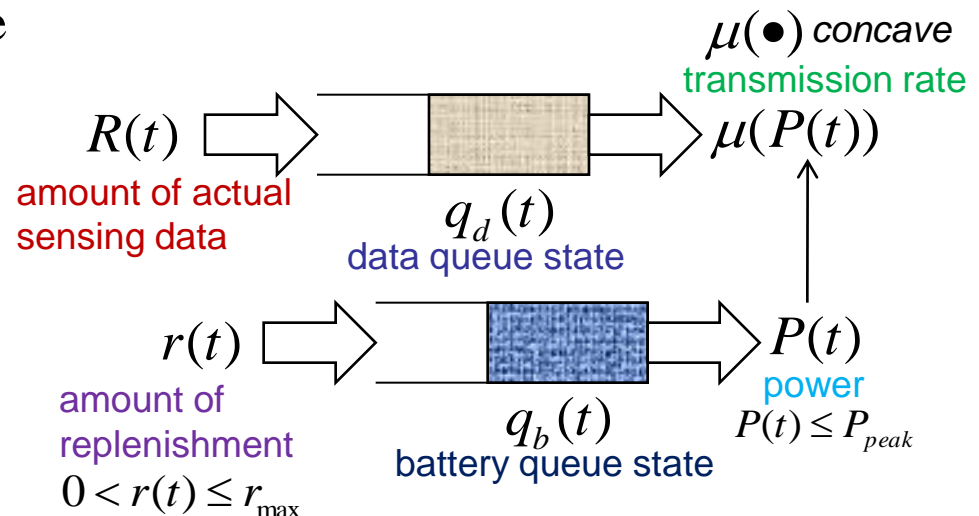 e
μ(●) concave
transmission rate
R(t)
μ(P(t))
amount of actual
sensing data
q_d(t)
data queue state
r(t)
P(t)
power
amount of
replenishment
q_b(t)
P(t) ≤ P_peak
battery queue state
0 < r(t) ≤ r_max